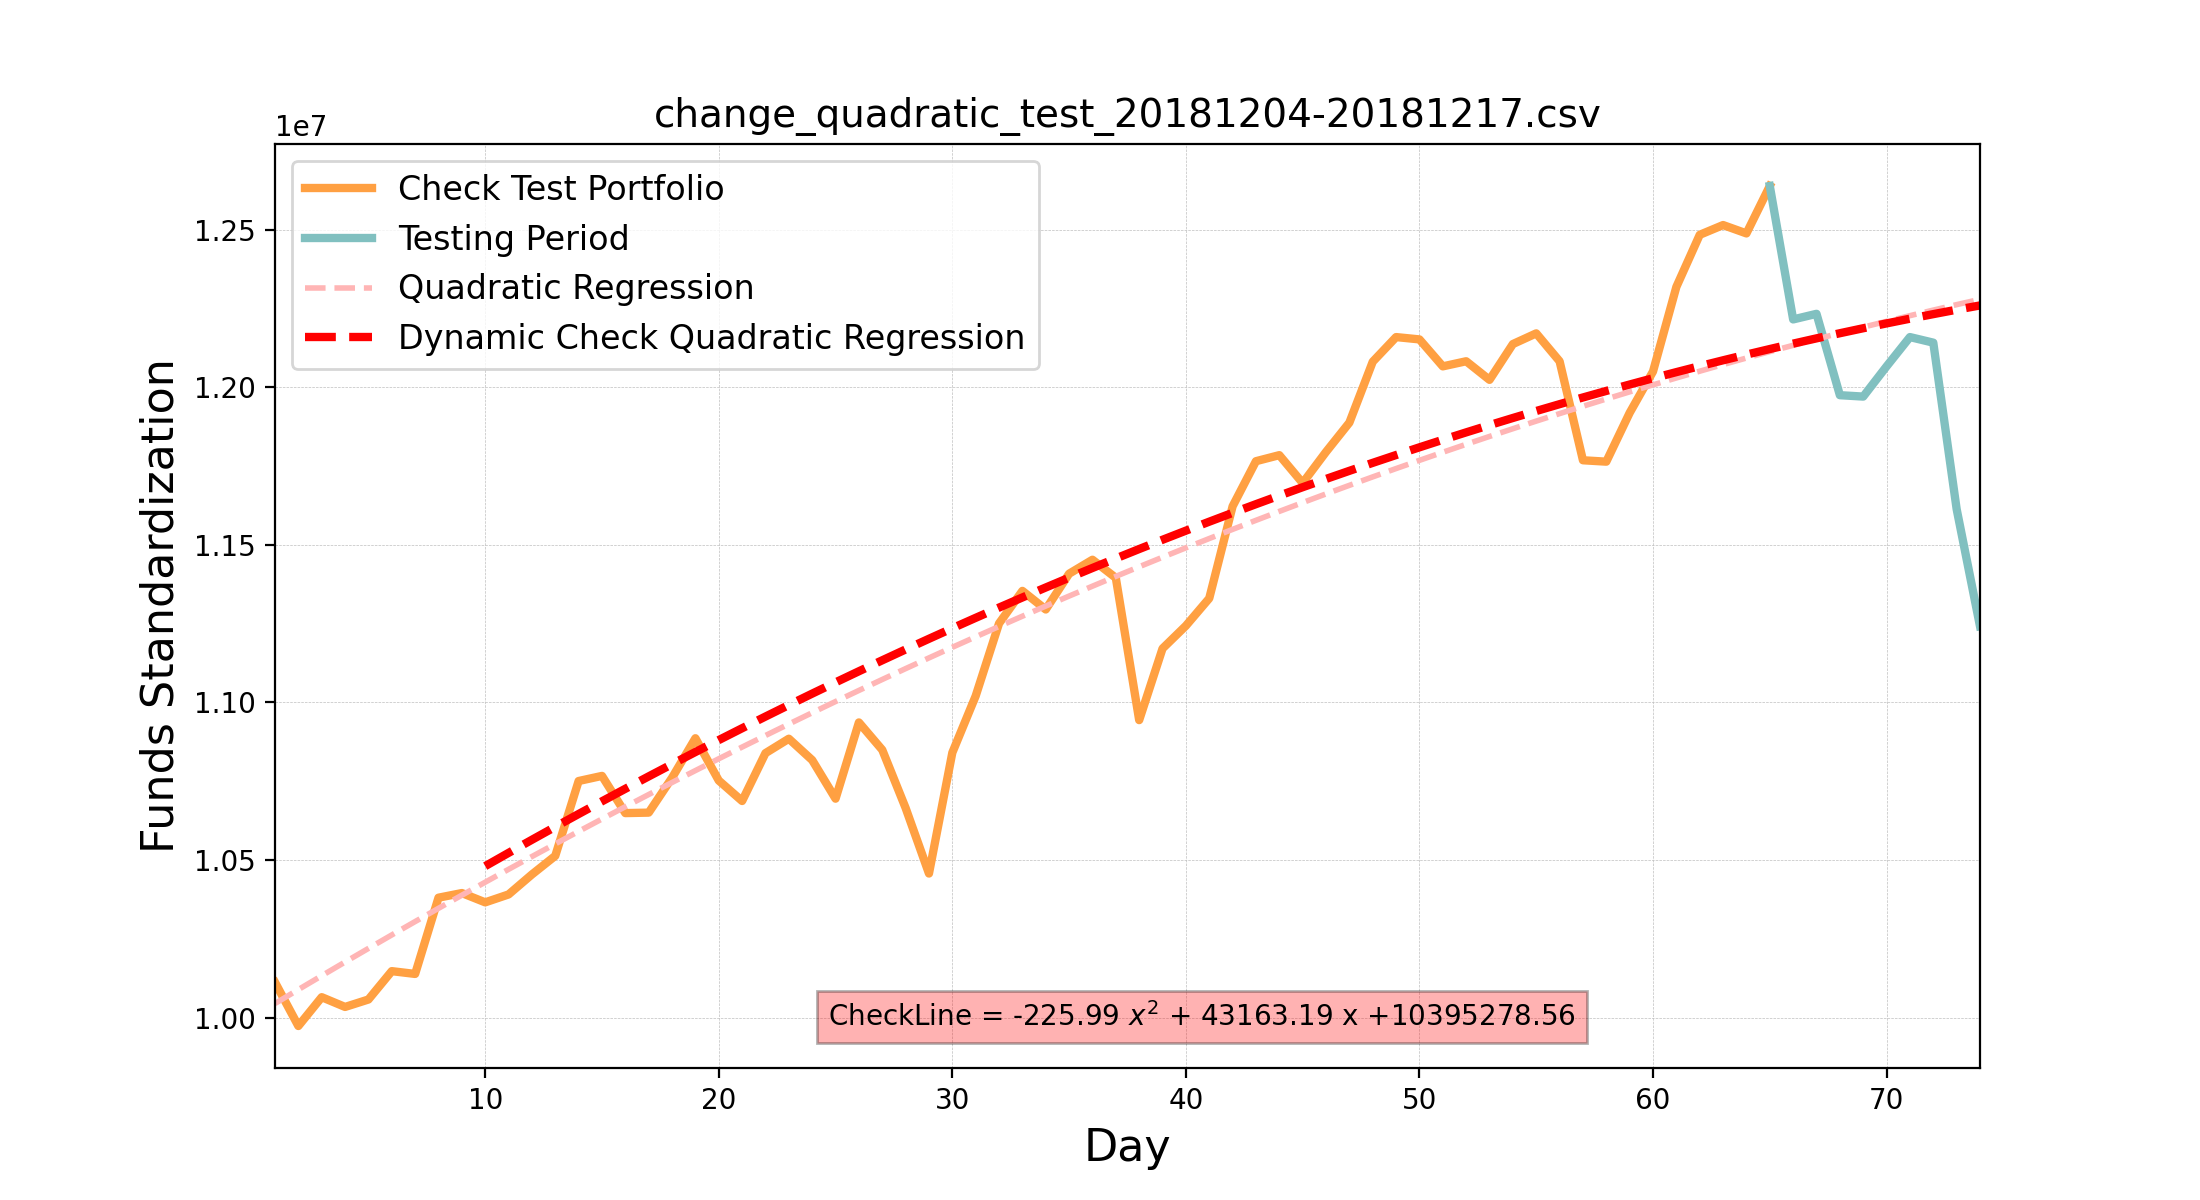 change_quadratic_test_20181204-20181217.csv
1e7
Check Test Portfolio
Testing Period
Quadratic Regression
Dynamic Check Quadratic Regression
1.25
1.20
1.15
1.10
1.05
1.00
Funds Standardization
CheckLine = -225.99 x² + 43163.19 x +10395278.56
10 20 30 40 50 60 70
Day